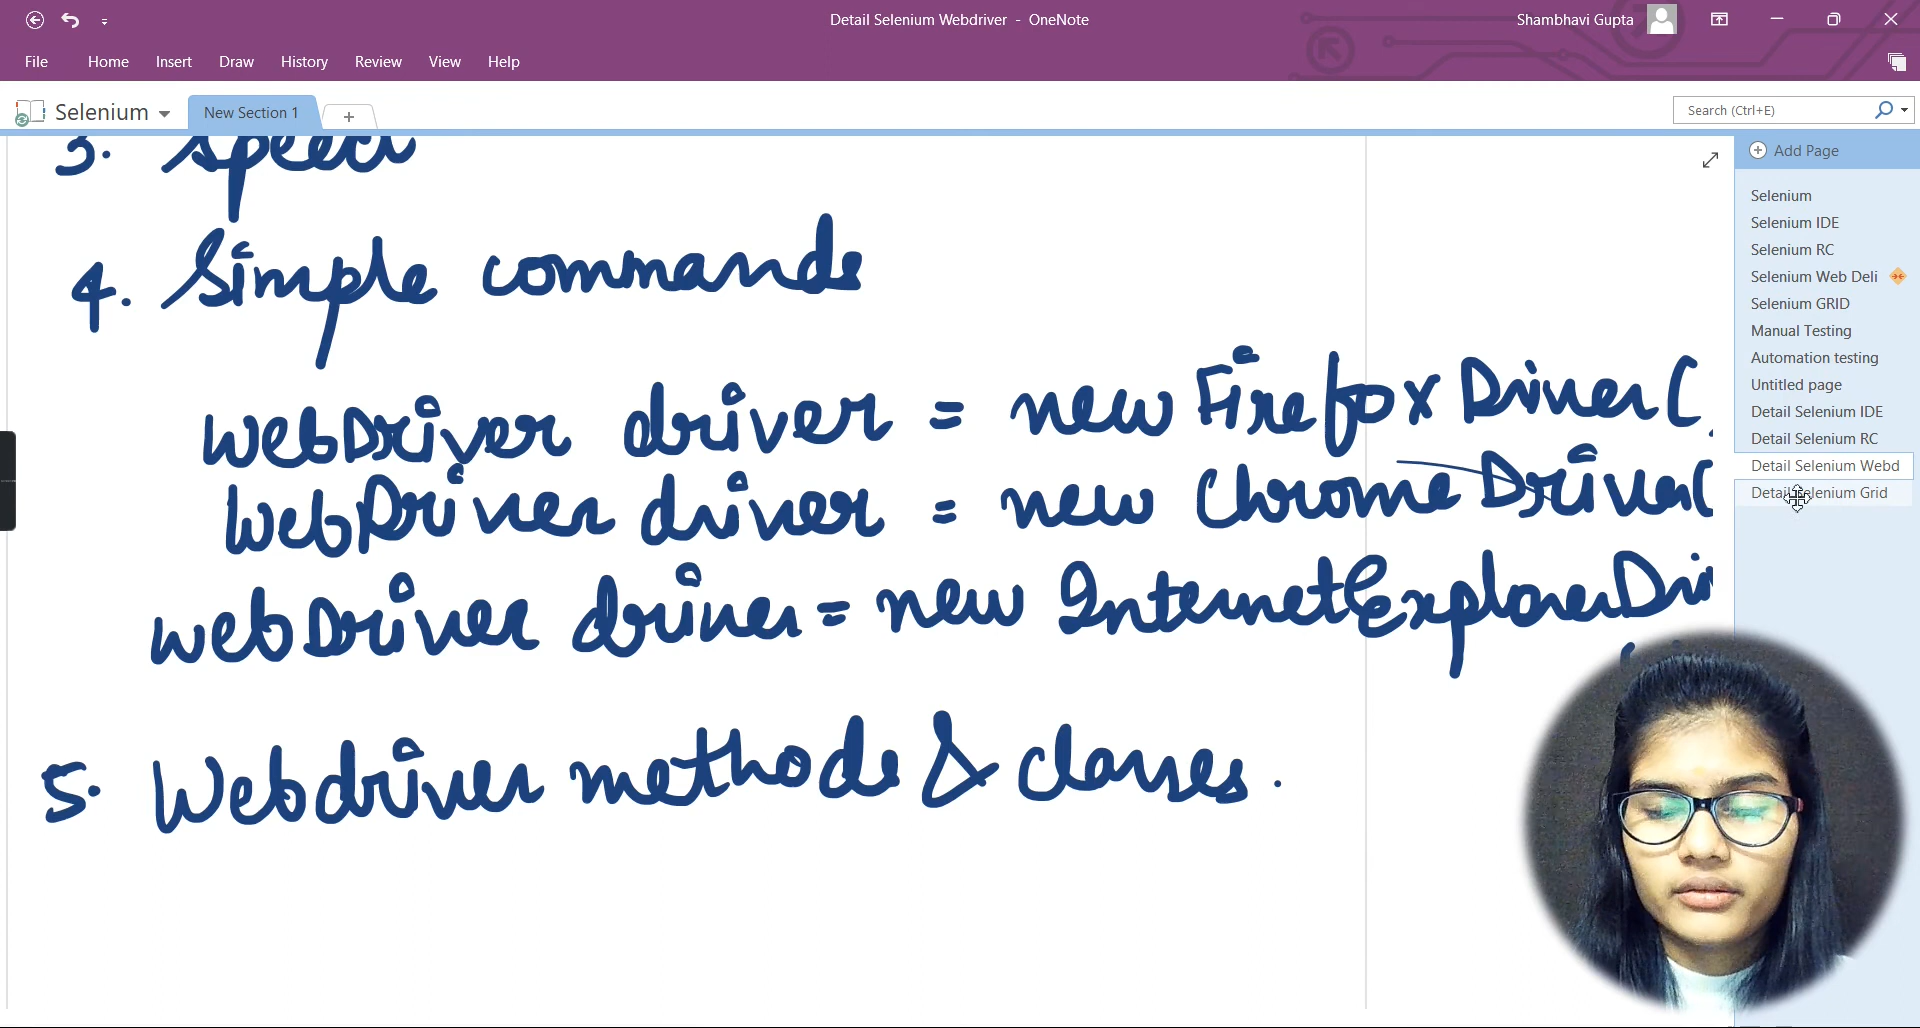 Detail Selenium Webdriver - OneNote
Shambhavi Gupta
File Home Insert Draw History Review View Help
Selenium
New Section 1
+
Search (Ctrl+E)
3. Speed
4. Simple commands
WebDriver driver = new FirefoxDriver(
WebDriver driver = new ChromeDriver(
WebDriver driver = new InternetExplorerDri
5. Webdriver methods & classes.
Add Page
Selenium
Selenium IDE
Selenium RC
Selenium Web Deli
Selenium GRID
Manual Testing
Automation testing
Untitled page
Detail Selenium IDE
Detail Selenium RC
Detail Selenium Webd
Detail Selenium Grid